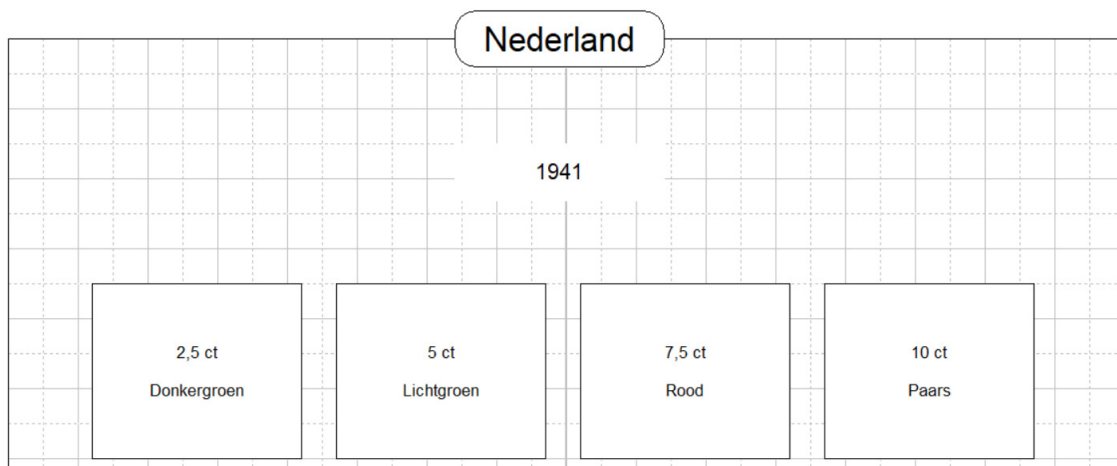 Nederland
1941
2,5 ct
Donkergroen
5 ct
Lichtgroen
7,5 ct
Rood
10 ct
Paars